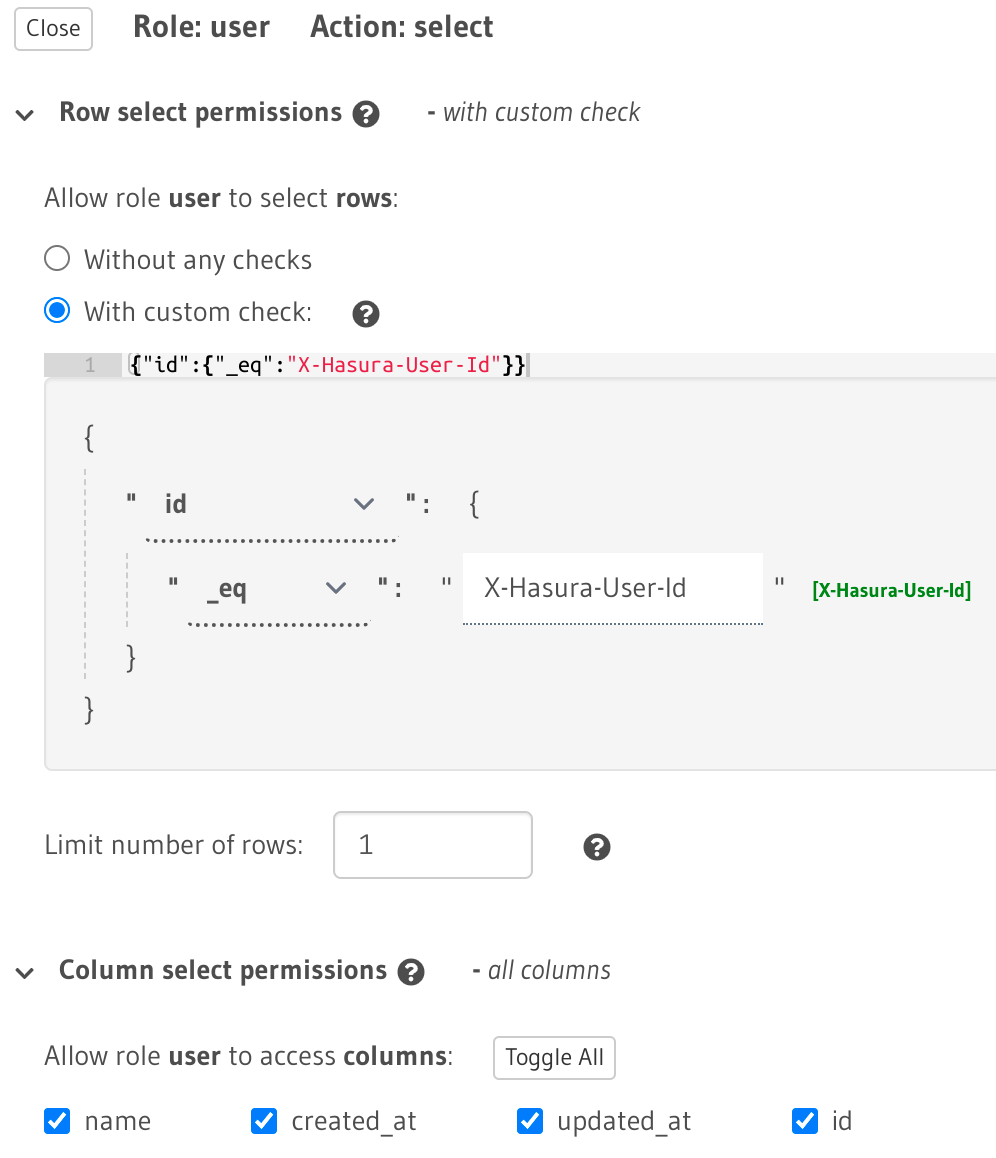 Close Role: user Action: select
Row select permissions ? - with custom check
Allow role user to select rows:
Without any checks
With custom check: ?
1 {"id":{"_eq":"X-Hasura-User-Id"}}
{
" id ": {
" _eq ": " X-Hasura-User-Id " [X-Hasura-User-Id]
}
}
Limit number of rows: 1 ?
Column select permissions ? - all columns
Allow role user to access columns: Toggle All
name created_at updated_at id